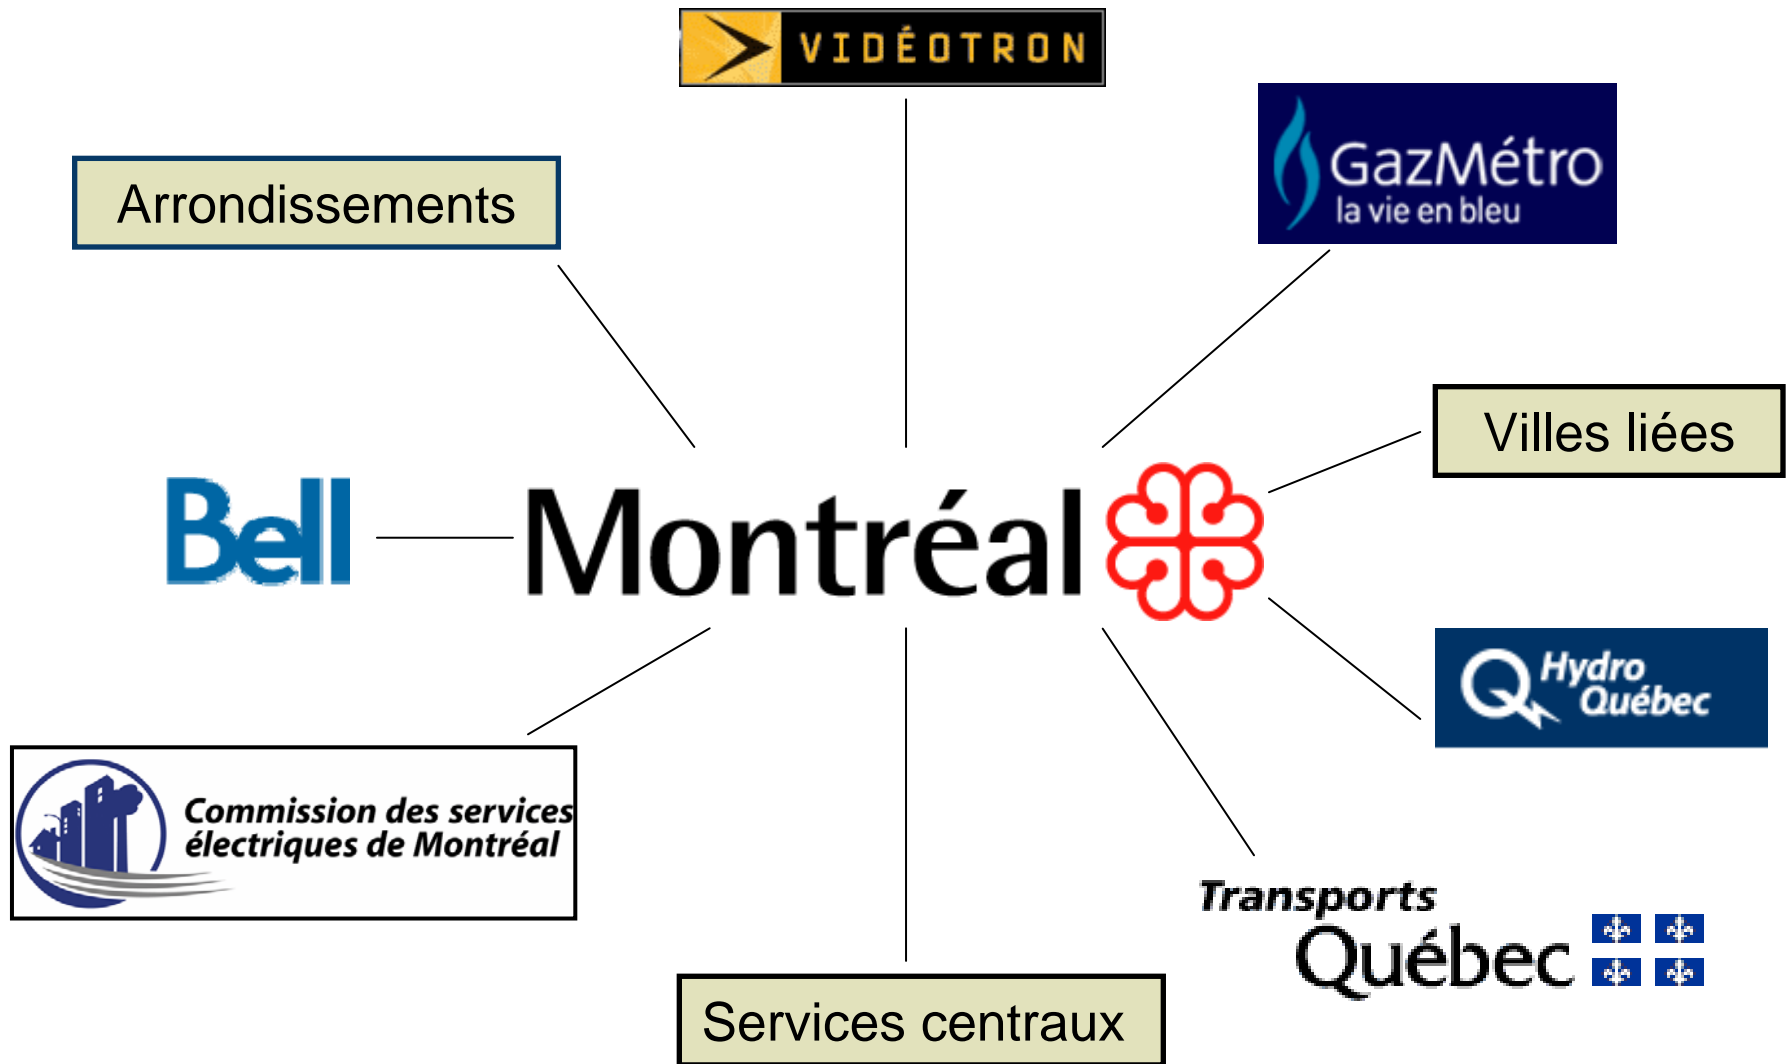 VIDÉOTRON
GazMétro
la vie en bleu
Arrondissements
Villes liées
Bell
Montréal
Hydro
Québec
Commission des services
électriques de Montréal
Transports
Québec
Services centraux